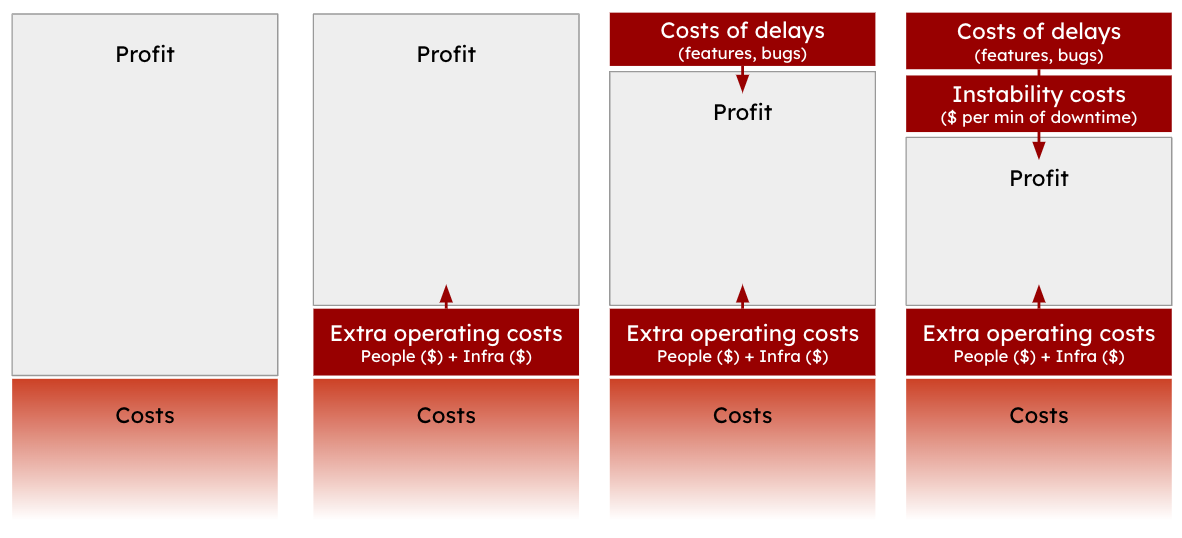 Profit
Costs
Profit
Extra operating costs
People ($) + Infra ($)
Costs
Costs of delays
(features, bugs)
Profit
Extra operating costs
People ($) + Infra ($)
Costs
Costs of delays
(features, bugs)
Instability costs
($ per min of downtime)
Profit
Extra operating costs
People ($) + Infra ($)
Costs